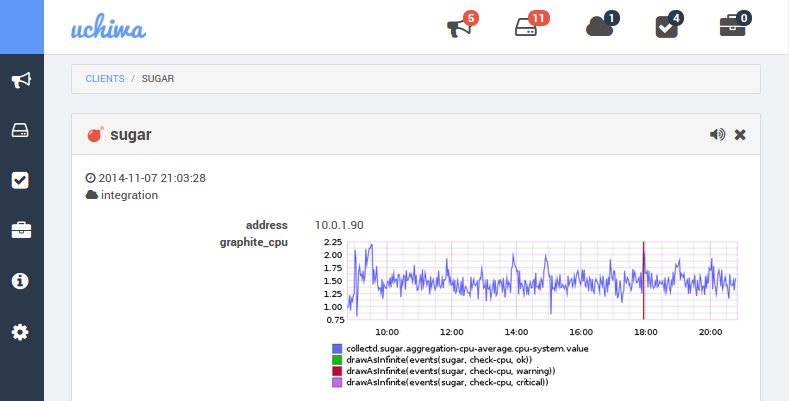 uchiwa
5
11
1
4
0
CLIENTS / SUGAR
sugar
2014-11-07 21:03:28
integration
address 10.0.1.90
graphite_cpu
2.25
2.00
1.75
1.50
1.25
1.00
0.75
10:00 12:00 14:00 16:00 18:00 20:00
collectd.sugar.aggregation-cpu-average.cpu-system.value
drawAsInfinite(events(sugar, check-cpu, ok))
drawAsInfinite(events(sugar, check-cpu, warning))
drawAsInfinite(events(sugar, check-cpu, critical))